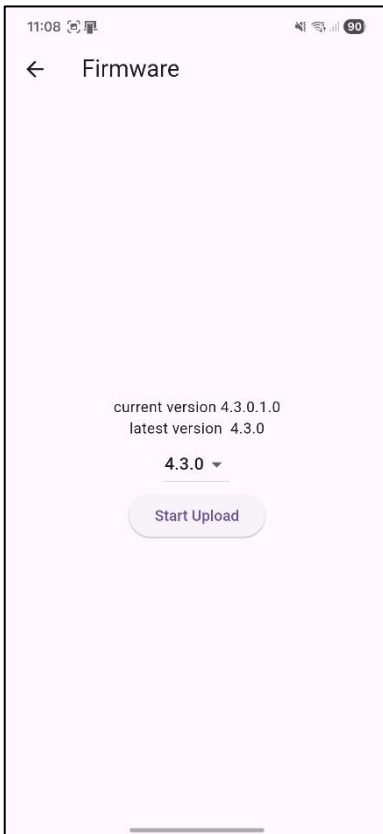 11:08 90
Firmware
current version 4.3.0.1.0
latest version 4.3.0
4.3.0
Start Upload